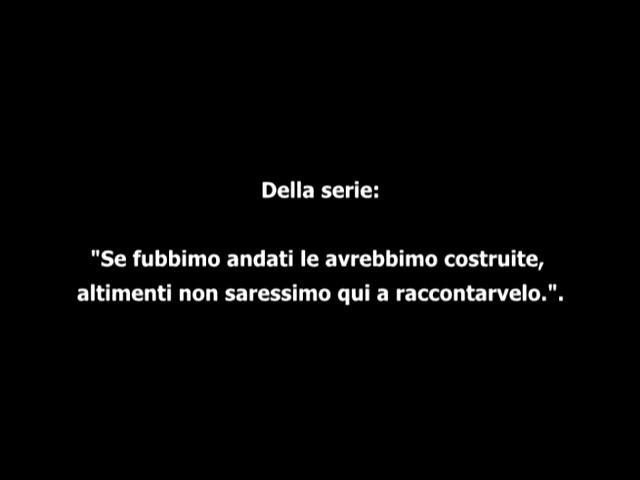 Della serie:
"Se fubbimo andati le avrebbimo costruite,
altimenti non saressimo qui a raccontarvelo.".